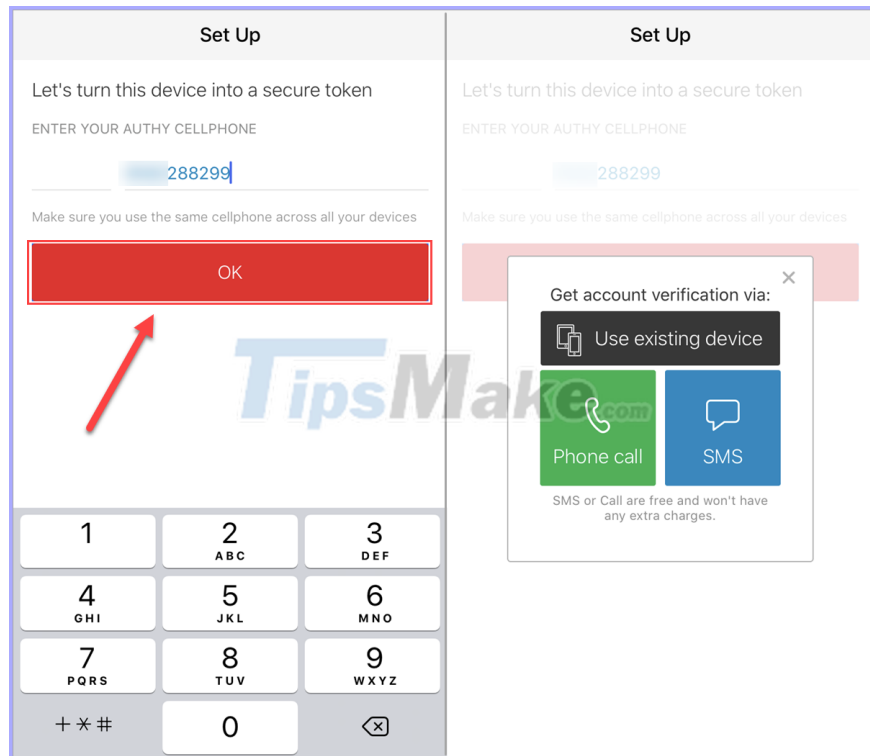 Set Up
Let's turn this device into a secure token
ENTER YOUR AUTHY CELLPHONE
288299
Make sure you use the same cellphone across all your devices
OK
1
2
ABC
3
DEF
4
GHI
5
JKL
6
MNO
7
PQRS
8
TUV
9
WXYZ
+*#
0
Set Up
Let's turn this device into a secure token
ENTER YOUR AUTHY CELLPHONE
288299
Make sure you use the same cellphone across all your devices
Get account verification via:
Use existing device
Phone call
SMS
SMS or Call are free and won't have
any extra charges.
TipsMake.com